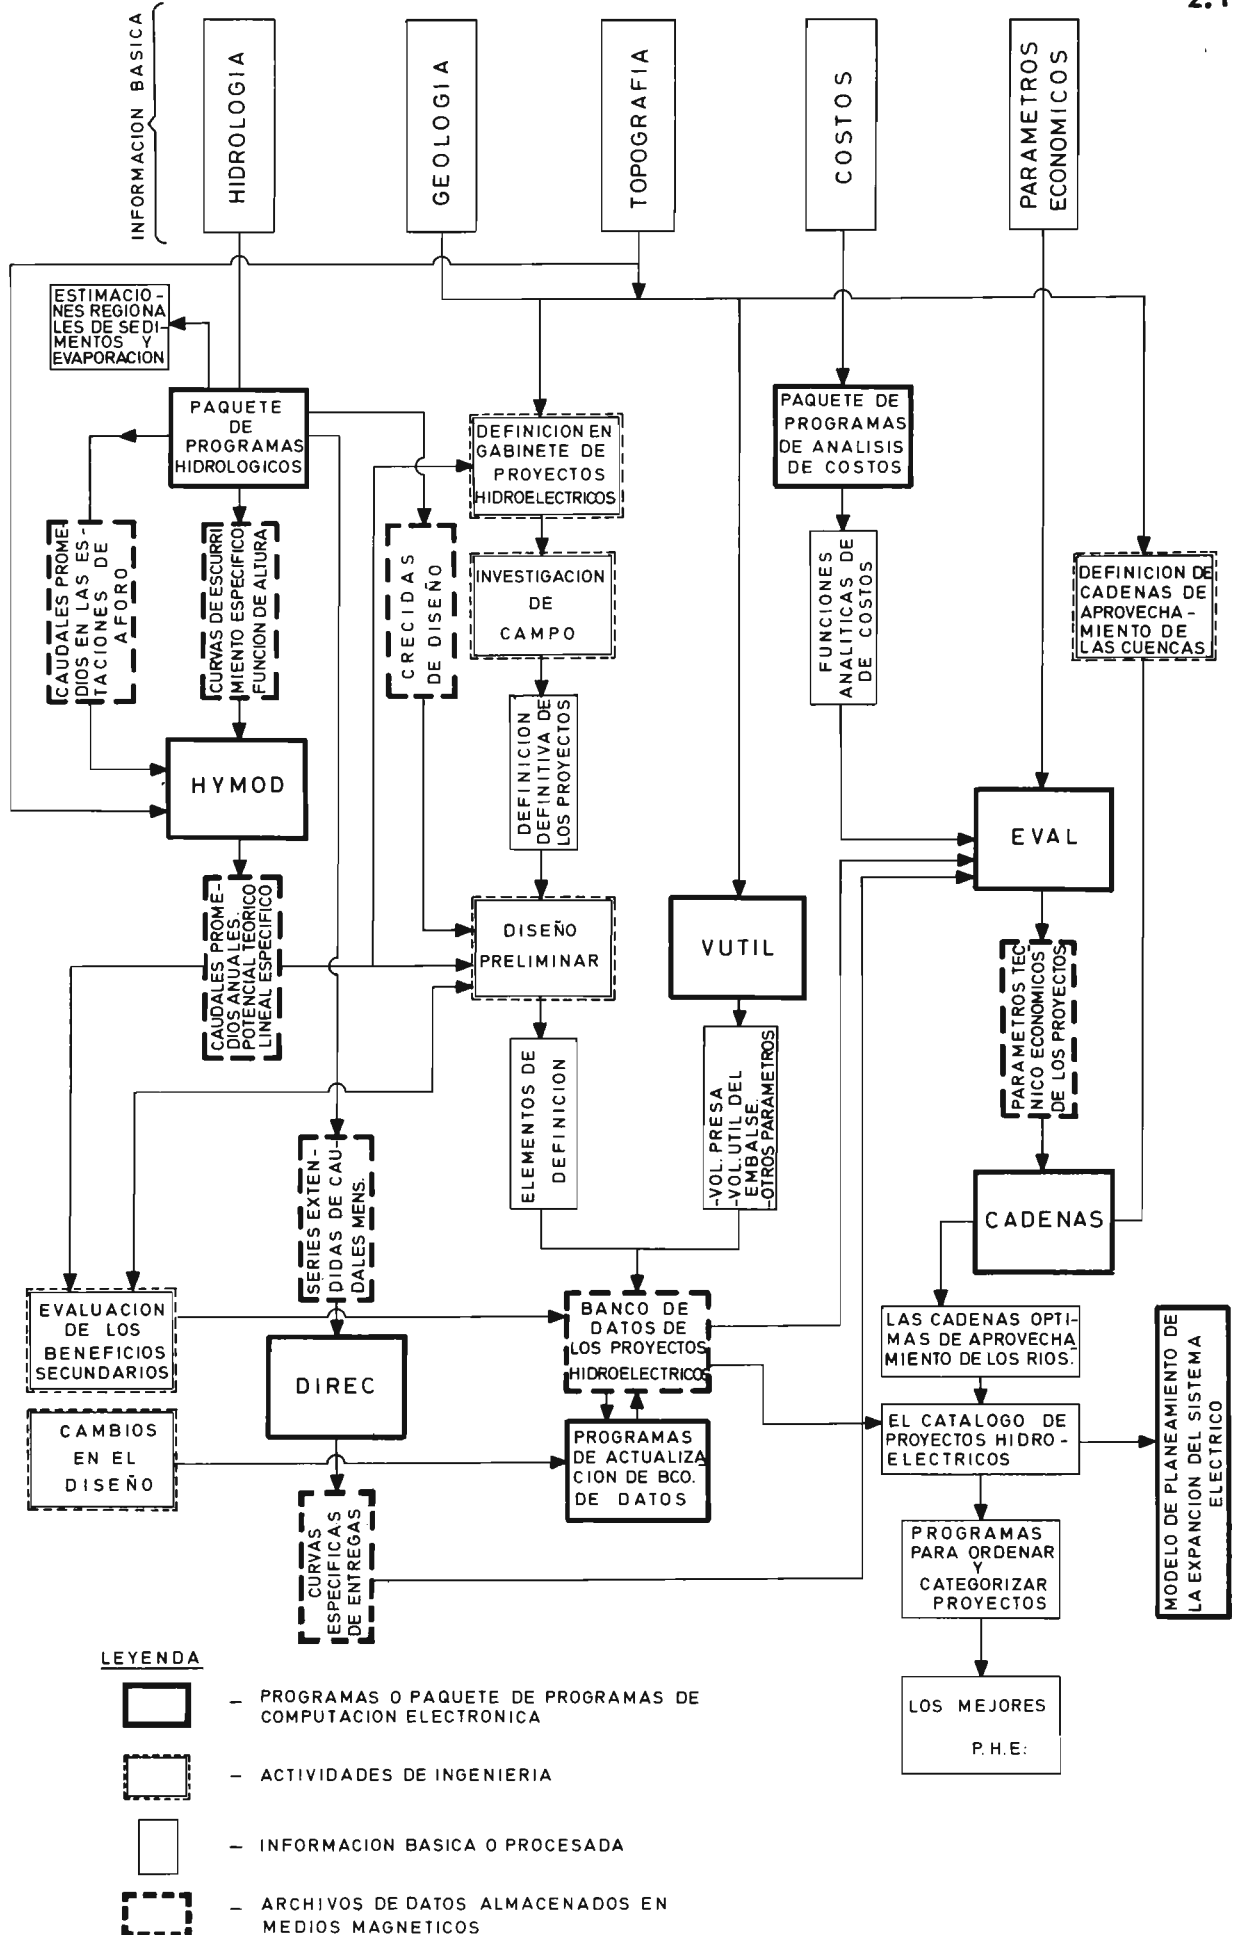 2.1
INFORMACION BASICA
HIDROLOGIA
GEOLOGIA
TOPOGRAFIA
COSTOS
PARAMETROS
ECONOMICOS
ESTIMACIO-
NES REGIONA
LES DE SEDI-
MENTOS Y
EVAPORACION
PAQUETE
DE
PROGRAMAS
HIDROLOGICOS
DEFINICION EN
GABINETE DE
PROYECTOS
HIDROELECTRICOS
PAQUETE DE
PROGRAMAS
DE ANALISIS
DE COSTOS
CAUDALES PROME-
DIOS EN LAS ES-
TACIONES DE
AFORO
CURVAS DE ESCURRI
MIENTO ESPECIFICO
FUNCION DE ALTURA
CRECIDAS
DE DISEÑO
INVESTIGACION
DE
CAMPO
FUNCIONES
ANALITICAS DE
DE COSTOS
DEFINICION DE
CADENAS DE
APROVECHA-
MIENTO DE
LAS CUENCAS
HYMOD
DEFINICION
DEFINITIVA DE
LOS PROYECTOS
EVAL
CAUDALES PROME-
DIOS ANUALES.
POTENCIAL TEORICO
LINEAL ESPECIFICO
DISEÑO
PRELIMINAR
VUTIL
PARAMETROS TEC-
NICO ECONOMICOS
DE LOS PROYECTOS
ELEMENTOS DE
DEFINICION
-VOL. PRESA
-VOL. UTIL DEL
EMBALSE.
-OTROS PARAMETROS
SERIES EXTEN-
DIDAS DE CAU-
DALES MENS.
CADENAS
EVALUACION
DE LOS
BENEFICIOS
SECUNDARIOS
BANCO DE
DATOS DE
LOS PROYECTOS
HIDROELECTRICOS
LAS CADENAS OPTI-
MAS DE APROVECHA
MIENTO DE LOS RIOS.
DIREC
CAMBIOS
EN EL
DISEÑO
PROGRAMAS
DE ACTUALIZA
CION DE BCO.
DE DATOS
EL CATALOGO DE
PROYECTOS HIDRO-
ELECTRICOS
MODELO DE PLANEAMIENTO DE
LA EXPANCION DEL SISTEMA
ELECTRICO
CURVAS
ESPECIFICAS
DE ENTREGAS
PROGRAMAS
PARA ORDENAR
Y
CATEGORIZAR
PROYECTOS
LOS MEJORES
P.H.E:
LEYENDA
- PROGRAMAS O PAQUETE DE PROGRAMAS DE
COMPUTACION ELECTRONICA
- ACTIVIDADES DE INGENIERIA
- INFORMACION BASICA O PROCESADA
- ARCHIVOS DE DATOS ALMACENADOS EN
MEDIOS MAGNETICOS